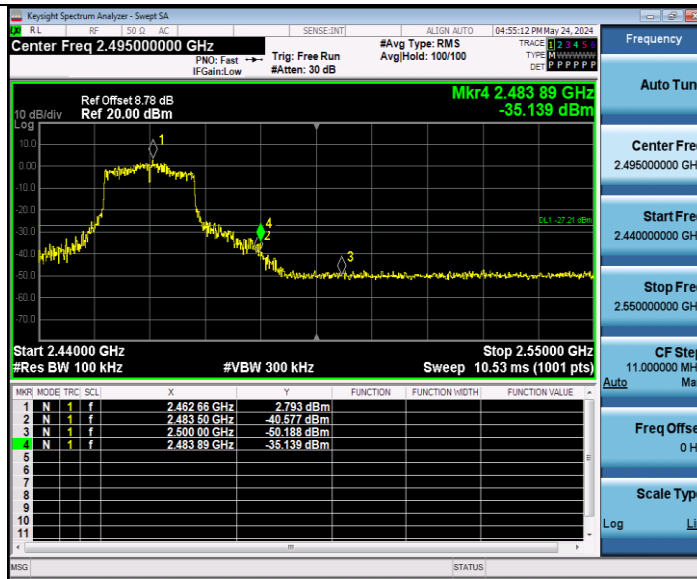 Keysight Spectrum Analyzer - Swept SA
RL RF 50 Ω AC SENSE:INT ALIGN AUTO 04:55:12 PM May 24, 2024
Center Freq 2.495000000 GHz
PNO: Fast
IFGain:Low
Trig: Free Run
#Atten: 30 dB
#Avg Type: RMS
Avg|Hold: 100/100
TRACE 1 2 3 4 5 6
TYPE M WWWWW
DET P P P P P P
Ref Offset 8.78 dB
Ref 20.00 dBm
10 dB/div
Log
Mkr4 2.483 89 GHz
-35.139 dBm
10.0
0.00
-10.0
-20.0
-30.0
-40.0
-50.0
-60.0
-70.0
1
4
2
3
DL1 -27.21 dBm
Start 2.44000 GHz Stop 2.55000 GHz
#Res BW 100 kHz #VBW 300 kHz Sweep 10.53 ms (1001 pts)
MKR MODE TRC SCL X Y FUNCTION FUNCTION WIDTH FUNCTION VALUE
1 N 1 f 2.462 66 GHz 2.793 dBm
2 N 1 f 2.483 50 GHz -40.577 dBm
3 N 1 f 2.500 00 GHz -50.188 dBm
4 N 1 f 2.483 89 GHz -35.139 dBm
5
6
7
8
9
10
11
MSG STATUS
Frequency
Auto Tun
Center Fre
2.495000000 GH
Start Fre
2.440000000 GH
Stop Fre
2.550000000 GH
CF Ste
11.000000 MH
Auto Ma
Freq Offse
0 H
Scale Typ
Log Li